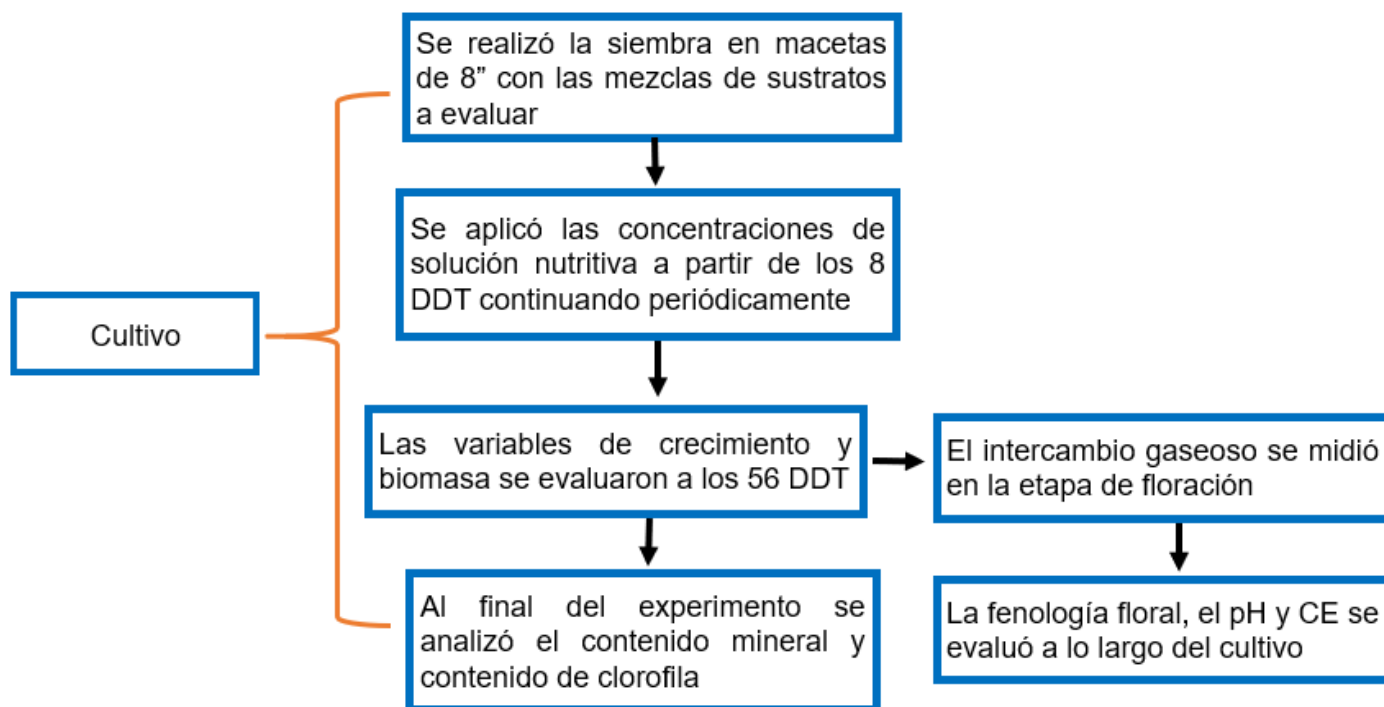 Se realizó la siembra en macetas
de 8” con las mezclas de sustratos
a evaluar
Se aplicó las concentraciones de
solución nutritiva a partir de los 8
DDT continuando periódicamente
Cultivo
Las variables de crecimiento y
biomasa se evaluaron a los 56 DDT
El intercambio gaseoso se midió
en la etapa de floración
Al final del experimento se
analizó el contenido mineral y
contenido de clorofila
La fenología floral, el pH y CE se
evaluó a lo largo del cultivo